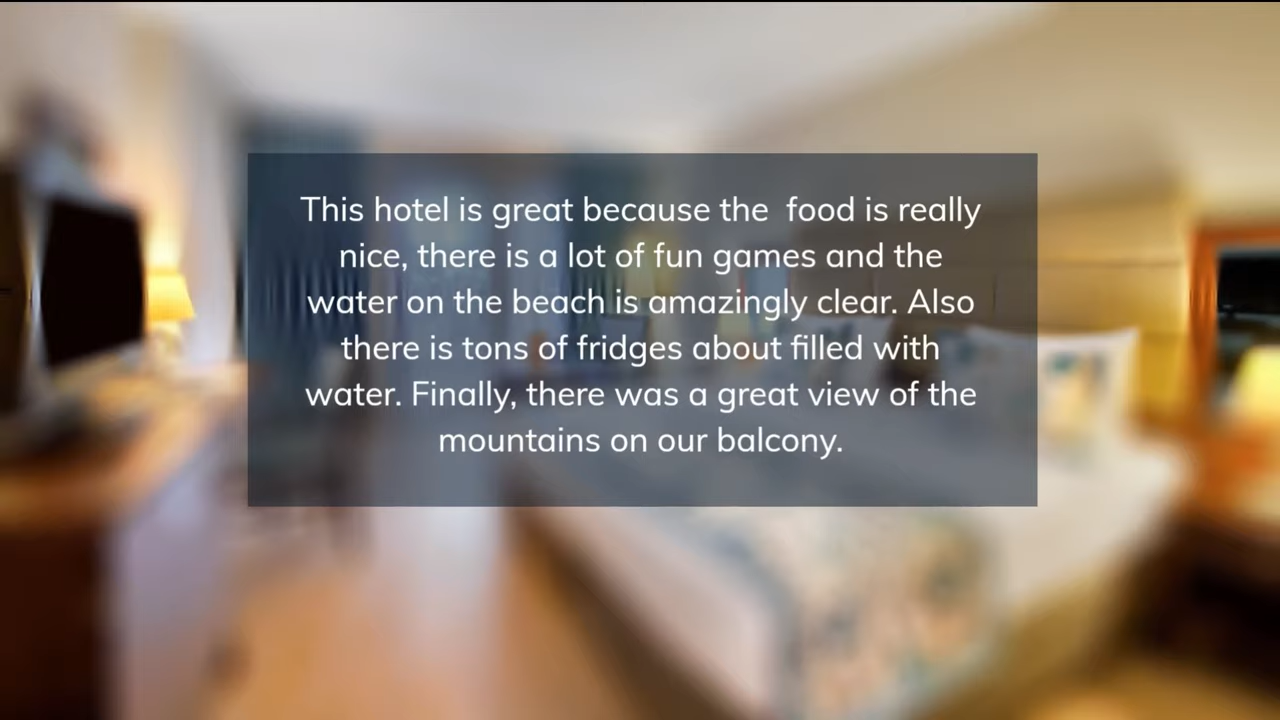 This hotel is great because the  food is really
nice, there is a lot of fun games and the
water on the beach is amazingly clear. Also
there is tons of fridges about filled with
water. Finally, there was a great view of the
mountains on our balcony.